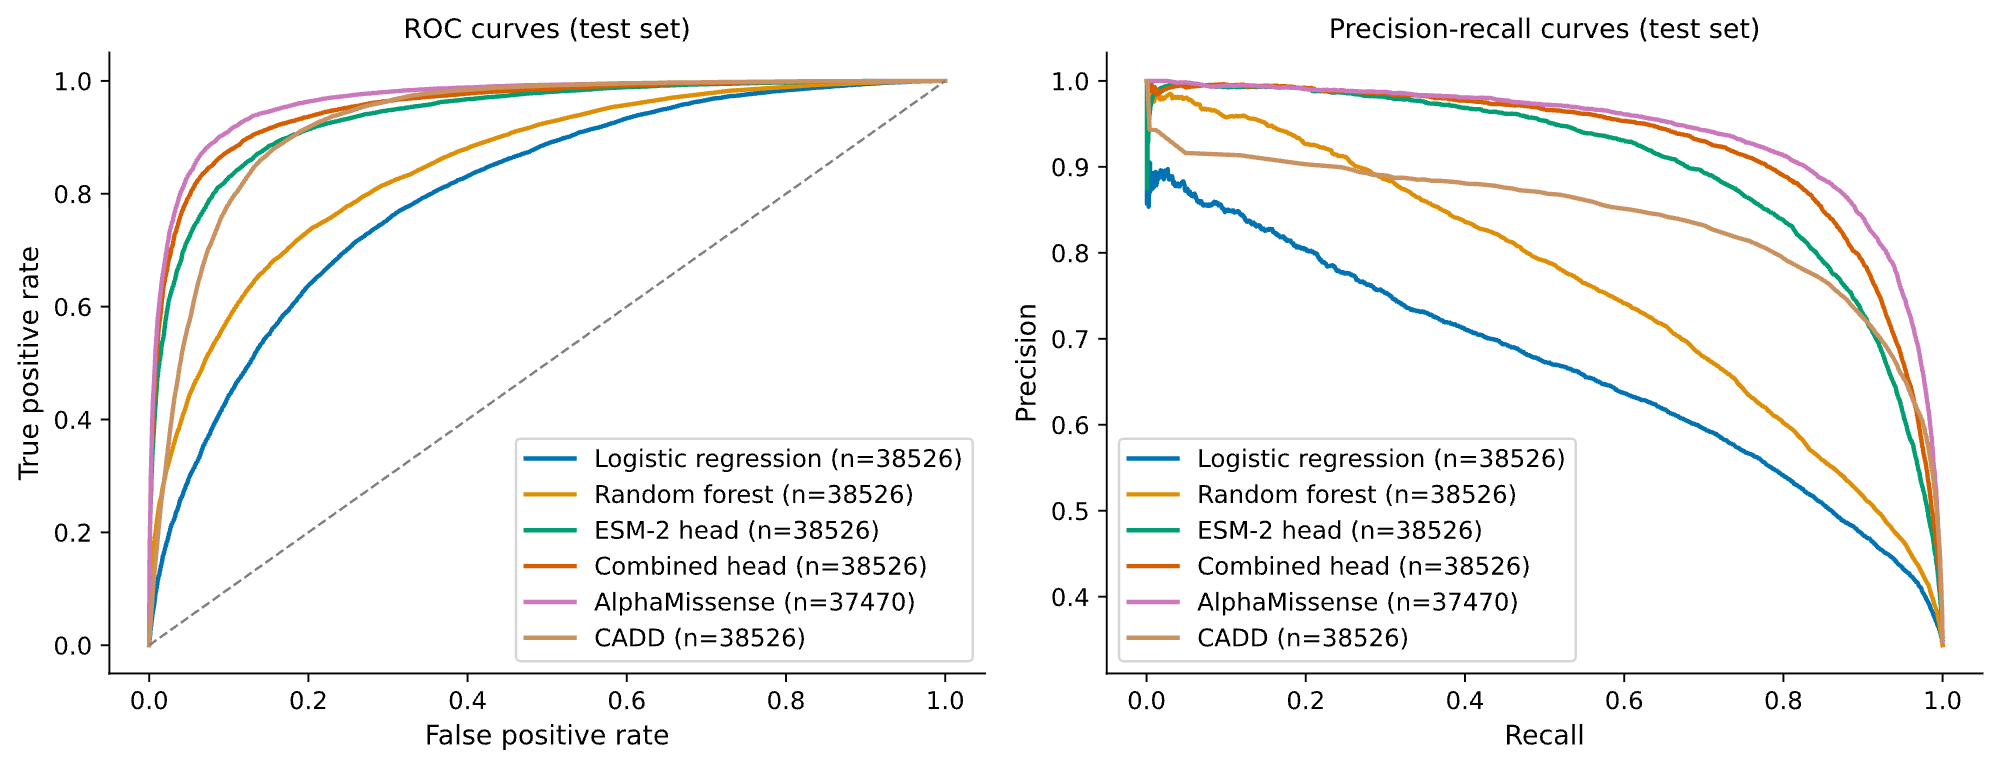 ROC curves (test set)
True positive rate
1.0
0.8
0.6
0.4
0.2
0.0
Logistic regression (n=38526)
Random forest (n=38526)
ESM-2 head (n=38526)
Combined head (n=38526)
AlphaMissense (n=37470)
CADD (n=38526)
0.0 0.2 0.4 0.6 0.8 1.0
False positive rate
Precision-recall curves (test set)
Precision
1.0
0.9
0.8
0.7
0.6
0.5
0.4
Logistic regression (n=38526)
Random forest (n=38526)
ESM-2 head (n=38526)
Combined head (n=38526)
AlphaMissense (n=37470)
CADD (n=38526)
0.0 0.2 0.4 0.6 0.8 1.0
Recall